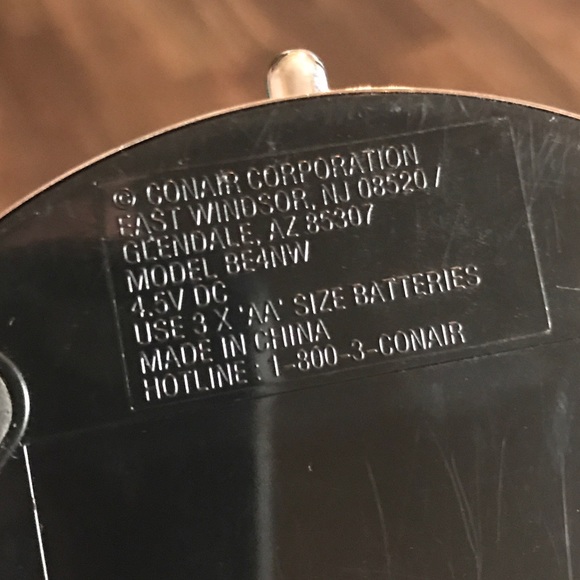 © CONAIR CORPORATION
EAST WINDSOR, NJ 08520/
GLENDALE, AZ 85307
MODEL BE4NW
4.5V DC
USE 3 X 'AA' SIZE BATTERIES
MADE IN CHINA
HOTLINE : 1-800-3-CONAIR